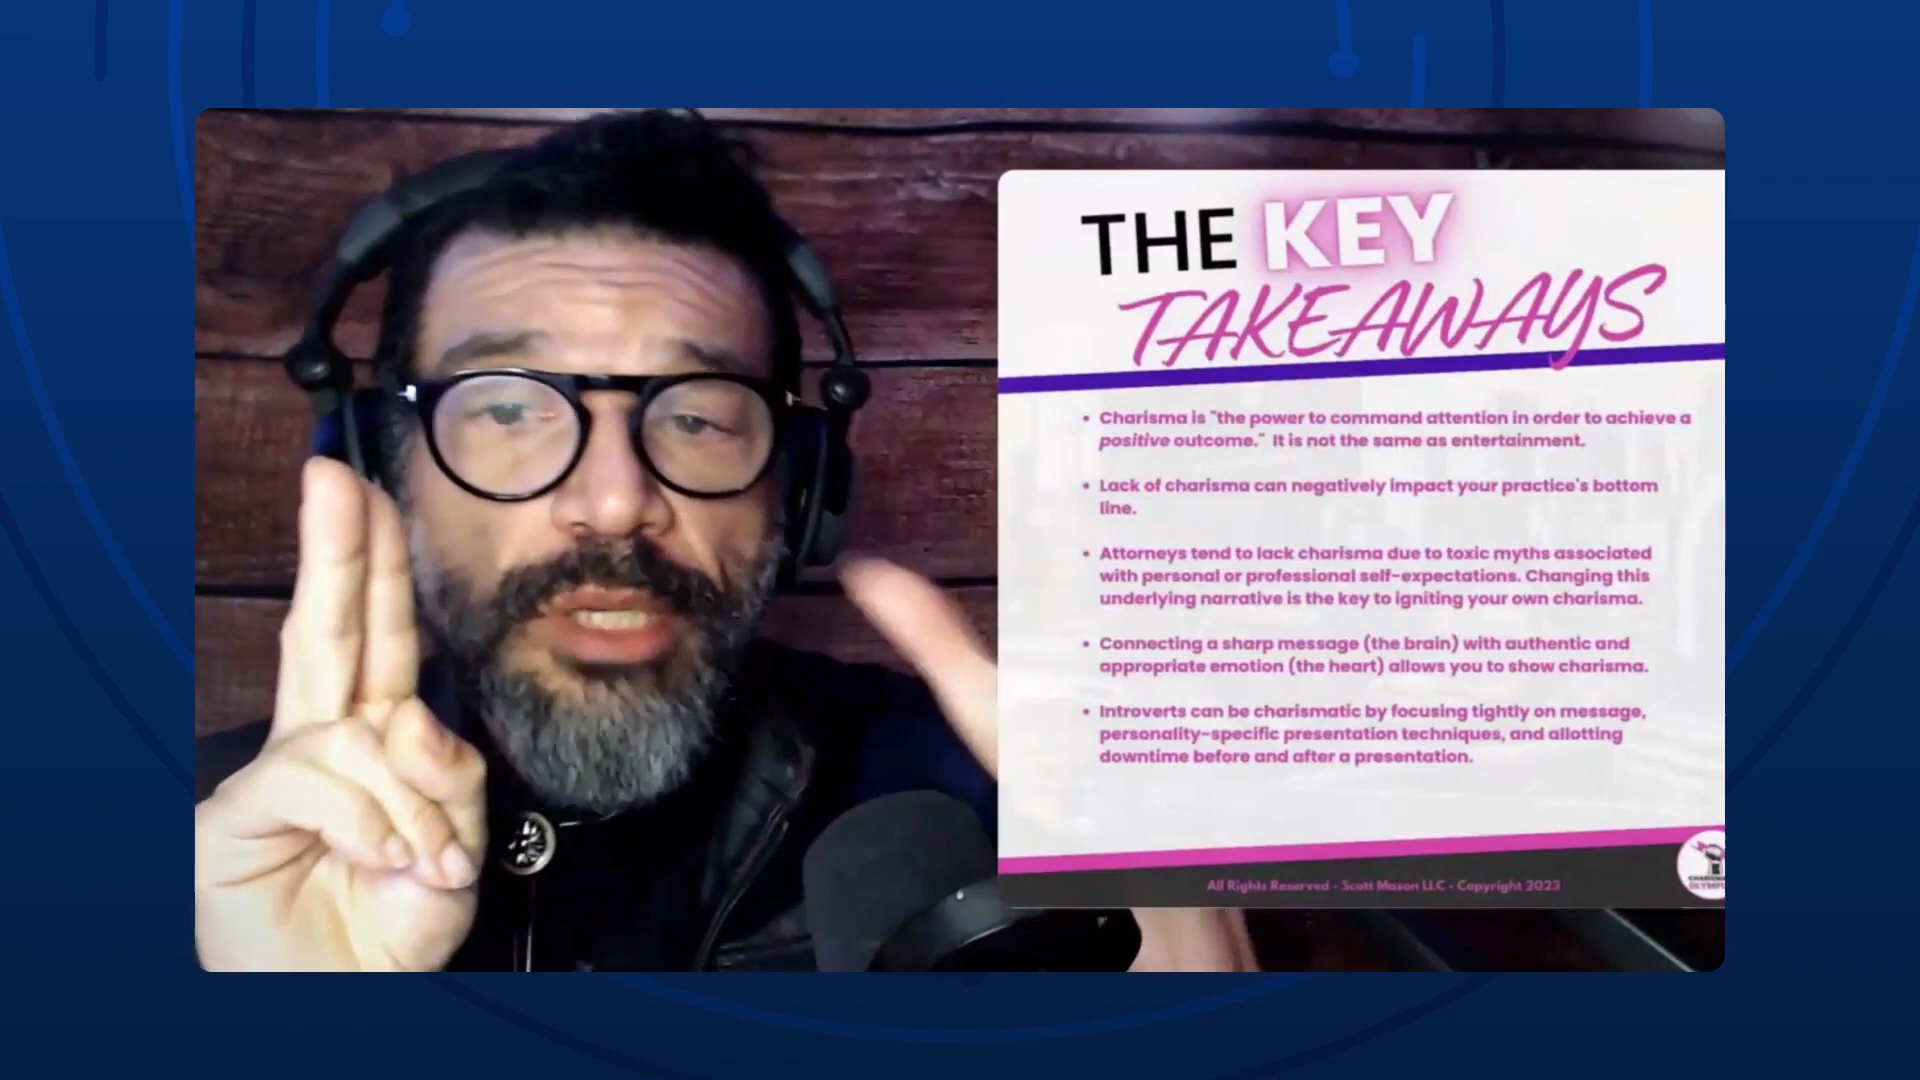 THE KEY
TAKEAWAYS
• Charisma is "the power to command attention in order to achieve a
positive outcome." It is not the same as entertainment.
• Lack of charisma can negatively impact your practice's bottom
line.
• Attorneys tend to lack charisma due to toxic myths associated
with personal or professional self-expectations. Changing this
underlying narrative is the key to igniting your own charisma.
• Connecting a sharp message (the brain) with authentic and
appropriate emotion (the heart) allows you to show charisma.
• Introverts can be charismatic by focusing tightly on message,
personality-specific presentation techniques, and allotting
downtime before and after a presentation.
All Rights Reserved - Scott Mason LLC - Copyright 2023